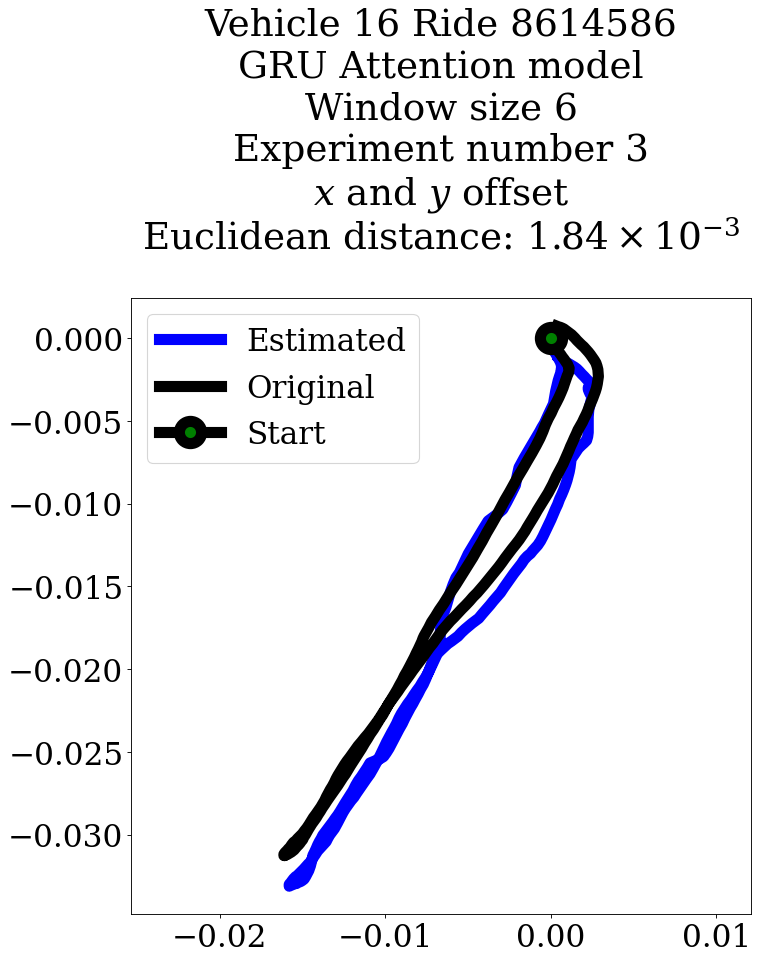 Vehicle 16 Ride 8614586
GRU Attention model
Window size 6
Experiment number 3
x and y offset
Euclidean distance: 1.84 × 10⁻³
Estimated
Original
Start
0.000
−0.005
−0.010
−0.015
−0.020
−0.025
−0.030
−0.02 −0.01 0.00 0.01